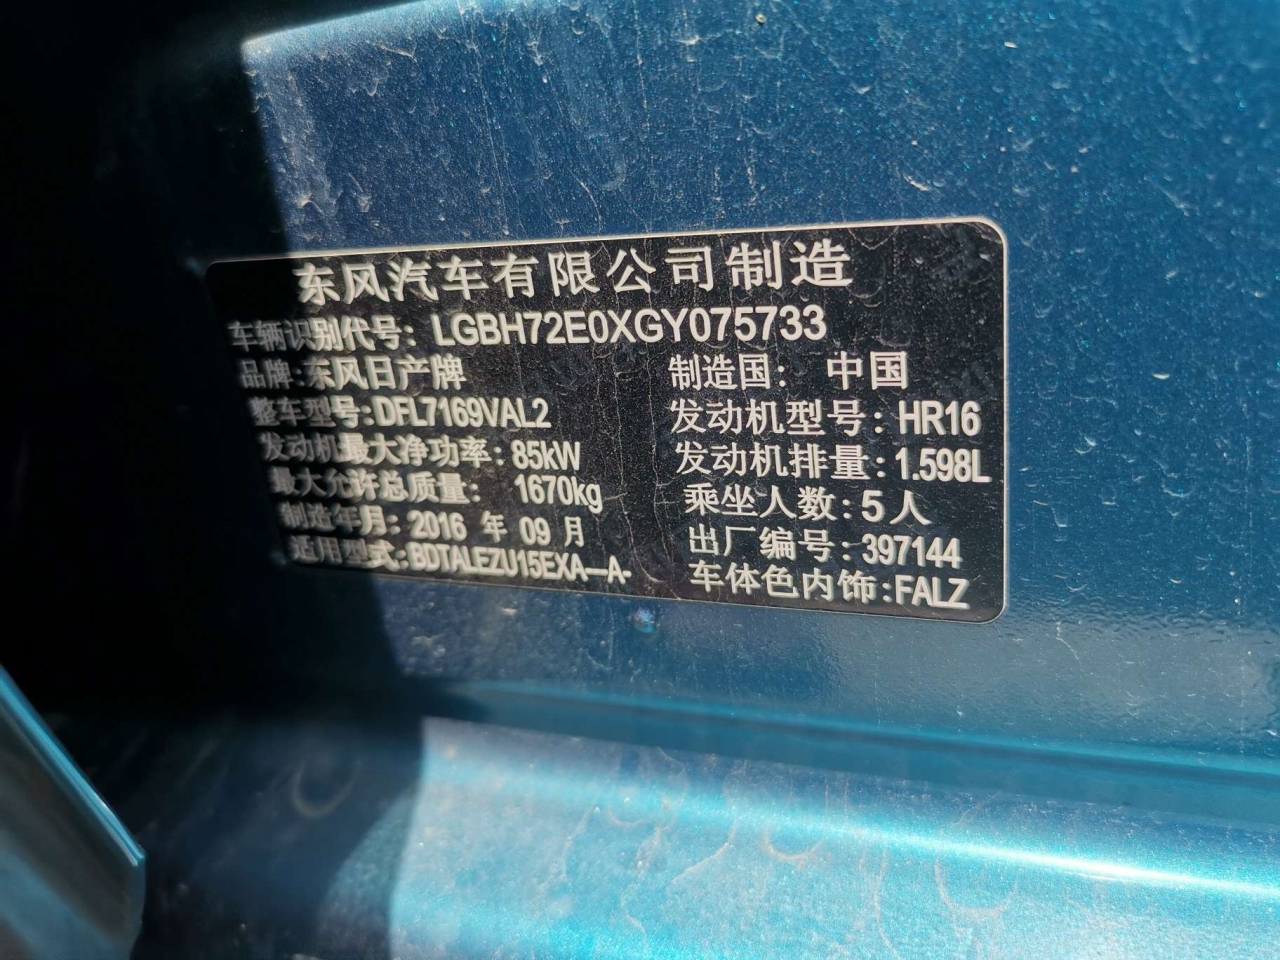 东风汽车有限公司制造
车辆识别代号: LGBH72E0XGY075733
品牌:东风日产牌 制造国: 中国
整车型号:DFL7169VAL2 发动机型号: HR16
发动机最大净功率: 85kW 发动机排量: 1.598L
最大允许总质量: 1670kg 乘坐人数: 5人
制造年月: 2016 年 09 月 出厂编号: 397144
适用型式:BDTALEZU15EXA—A- 车体色内饰:FALZ